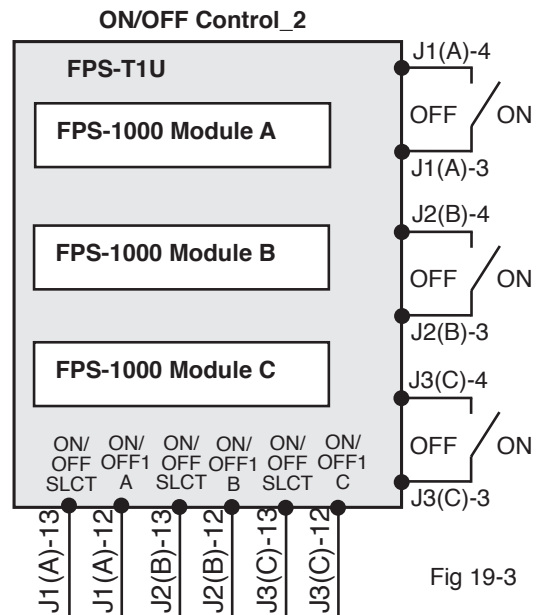 ON/OFF Control_2
FPS-T1U
J1(A)-4
FPS-1000 Module A
OFF
ON
J1(A)-3
J2(B)-4
FPS-1000 Module B
OFF
ON
J2(B)-3
FPS-1000 Module C
J3(C)-4
OFF
ON
J3(C)-3
ON/ OFF SLCT
ON/ OFF1 A
ON/ OFF SLCT
ON/ OFF1 B
ON/ OFF SLCT
ON/ OFF1 C
J1(A)-13
J1(A)-12
J2(B)-13
J2(B)-12
J3(C)-13
J3(C)-12
Fig 19-3